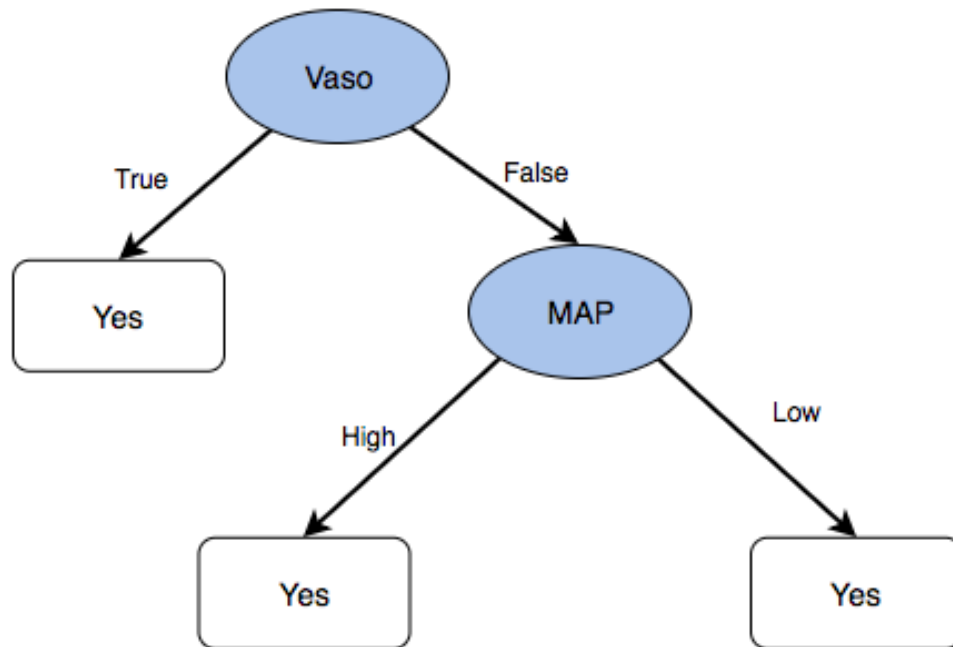 Vaso
True
False
Yes
MAP
High
Low
Yes
Yes